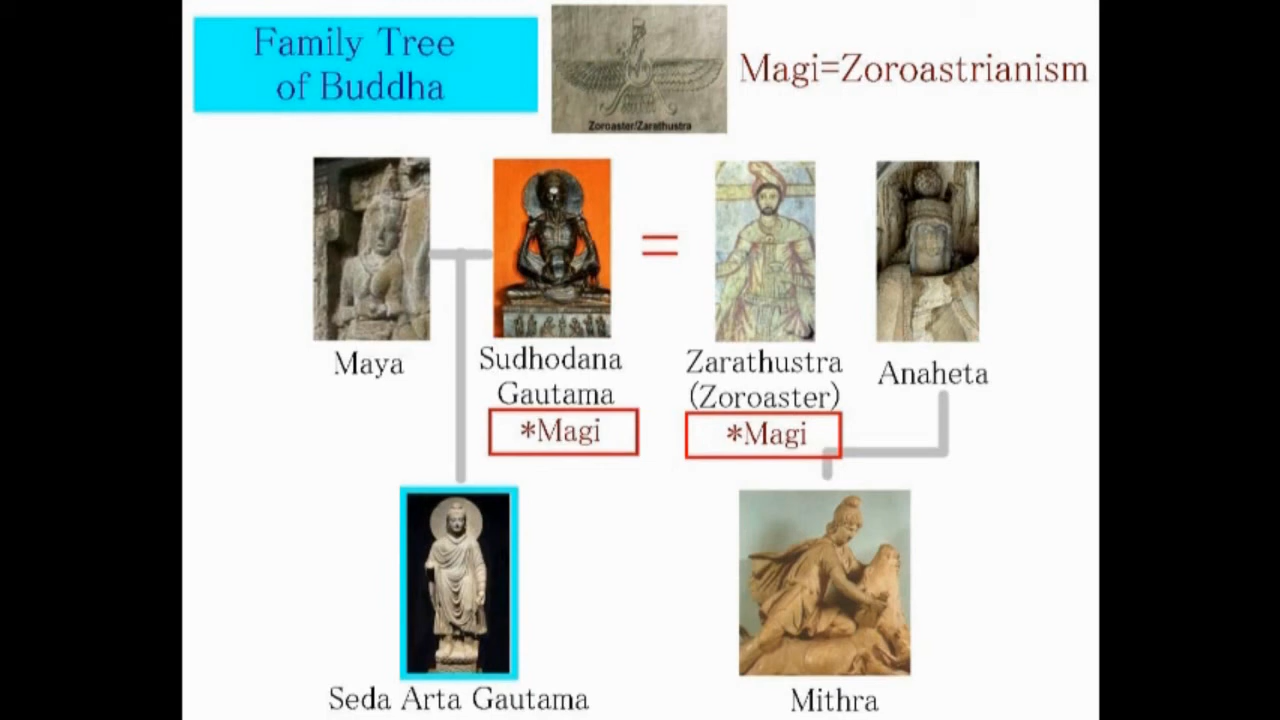 Family Tree
of Buddha
Zoroaster/Zarathustra
Magi=Zoroastrianism
=
Maya
Sudhodana
Gautama
*Magi
Zarathustra
(Zoroaster)
*Magi
Anaheta
Seda Arta Gautama
Mithra